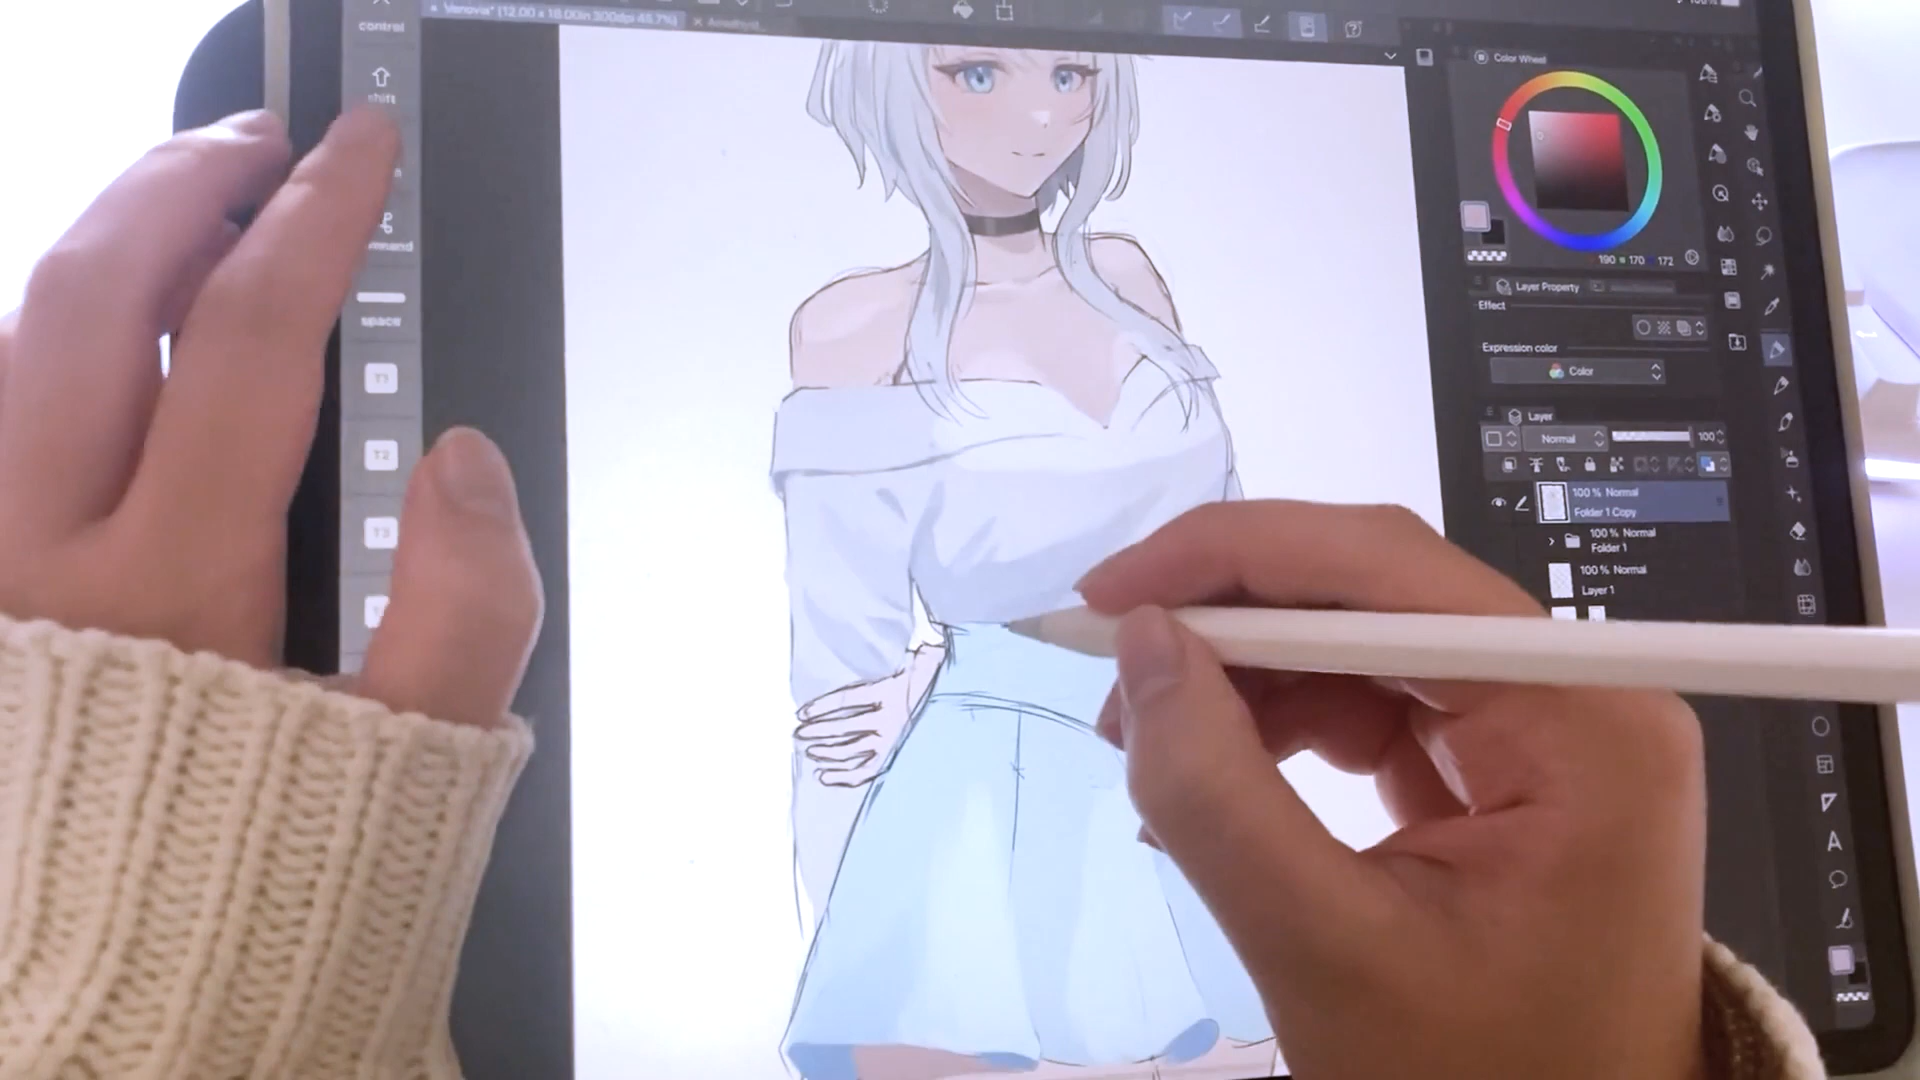 control
Venovia* (12.00 x 18.00in 300dpi 45.7%)
shift
space
T1
T2
T3
Color Wheel
190 170 172
Layer Property
Effect
Expression color
Color
Layer
Normal 100
100 % Normal
Folder 1 Copy
100 % Normal
Folder 1
100 % Normal
Layer 1
A